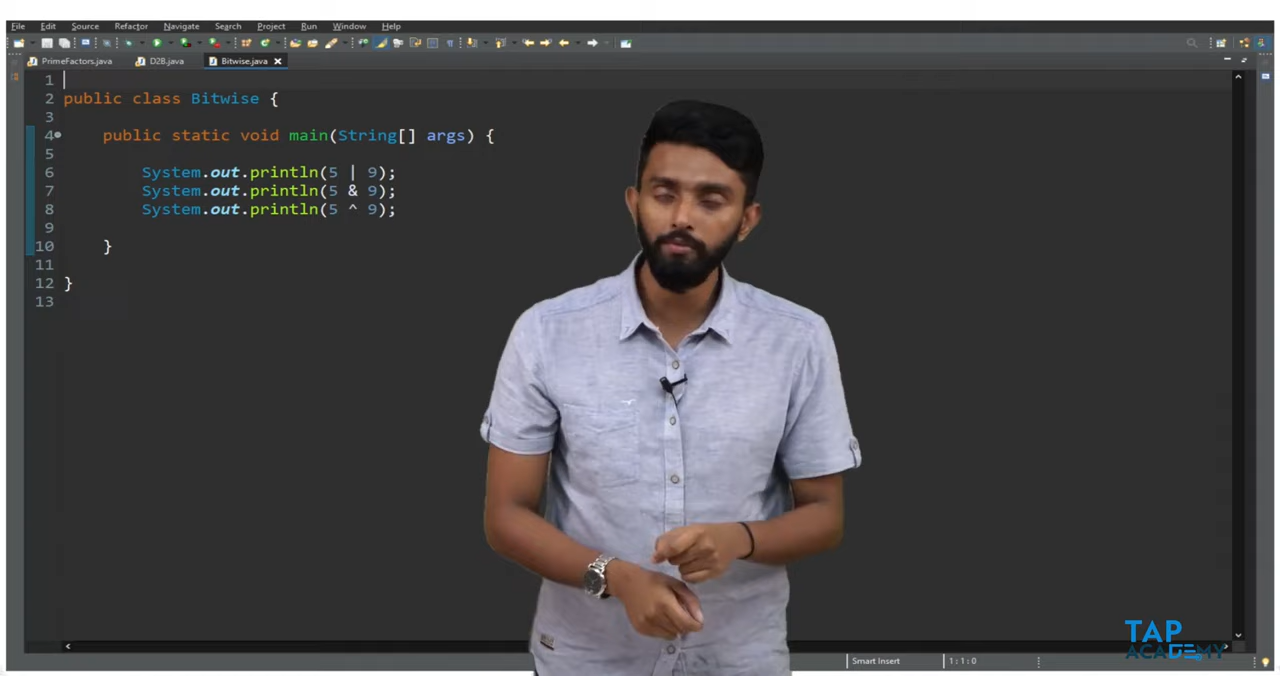 File Edit Source Refactor Navigate Search Project Run Window Help
PrimeFactors.java D2B.java Bitwise.java
1
2 public class Bitwise {
3
4 public static void main(String[] args) {
5
6 System.out.println(5 | 9);
7 System.out.println(5 & 9);
8 System.out.println(5 ^ 9);
9
10 }
11
12 }
13
Smart Insert 1:1:0
TAP
ACADEMY